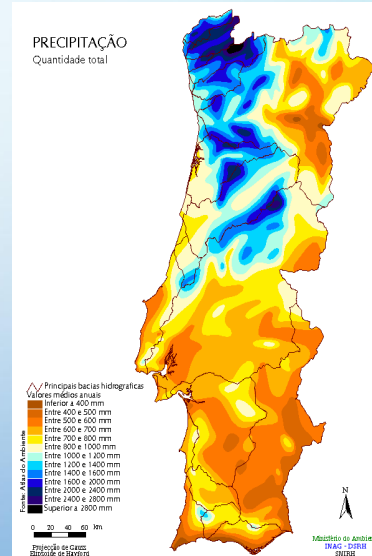 PRECIPITAÇÃO
Quantidade total
Principais bacias hidrograficas
Valores médios anuais
Inferior a 400 mm
Entre 400 e 500 mm
Entre 500 e 600 mm
Entre 600 e 700 mm
Entre 700 e 800 mm
Entre 800 e 1000 mm
Entre 1000 e 1200 mm
Entre 1200 e 1400 mm
Entre 1400 e 1600 mm
Entre 1600 e 2000 mm
Entre 2000 e 2400 mm
Entre 2400 e 2800 mm
Superior a 2800 mm
Fonte: Atlas do Ambiente
0 20 40 60 km
Projecção de Gauss
Elipsoide de Hayford
N
Ministério do Ambien
INAG - DSRH
SNIRH